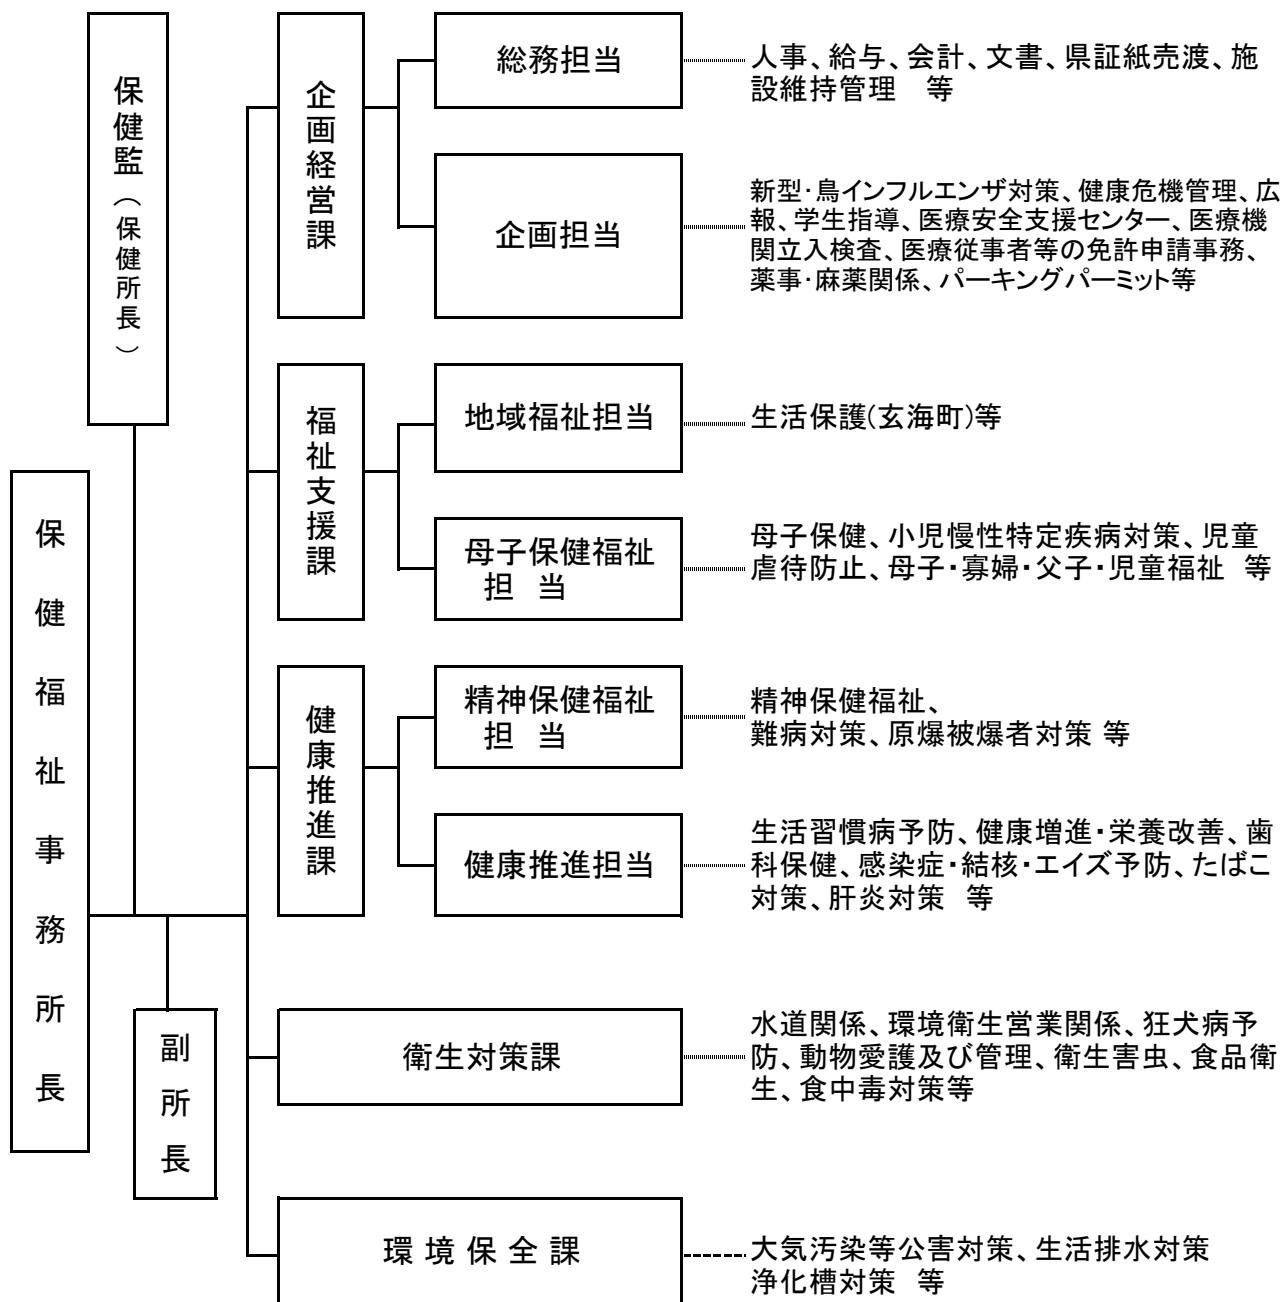 保健福祉事務所長
保健監（保健所長）
副所長
企画経営課
総務担当
人事、給与、会計、文書、県証紙売渡、施
設維持管理　等
企画担当
新型・鳥インフルエンザ対策、健康危機管理、広
報、学生指導、医療安全支援センター、医療機
関立入検査、医療従事者等の免許申請事務、
薬事・麻薬関係、パーキングパーミット等
福祉支援課
地域福祉担当
生活保護(玄海町)等
母子保健福祉
担　当
母子保健、小児慢性特定疾病対策、児童
虐待防止、母子・寡婦・父子・児童福祉　等
健康推進課
精神保健福祉
担　当
精神保健福祉、
難病対策、原爆被爆者対策 等
健康推進担当
生活習慣病予防、健康増進・栄養改善、歯
科保健、感染症・結核・エイズ予防、たばこ
対策、肝炎対策　等
衛生対策課
水道関係、環境衛生営業関係、狂犬病予
防、動物愛護及び管理、衛生害虫、食品衛
生、食中毒対策等
環境保全課
大気汚染等公害対策、生活排水対策
浄化槽対策　等